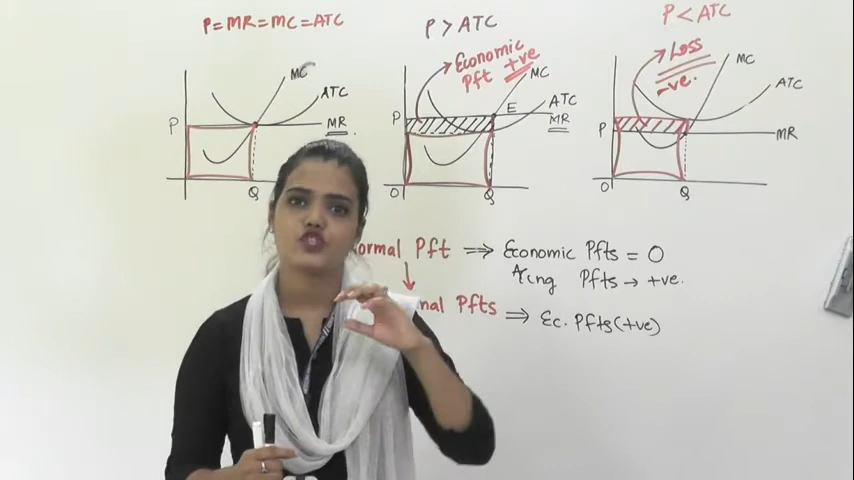 P = MR = MC = ATC
P > ATC
P < ATC
MC
ATC
P
MR
Q
Economic
Pft +ve
MC
E
ATC
P
MR
O
Q
Loss
-ve.
MC
ATC
P
MR
O
Q
ormal Pft ⇒ Economic Pfts = 0
Acng Pfts → +ve.
nal Pfts ⇒ Ec. Pfts (+ve)